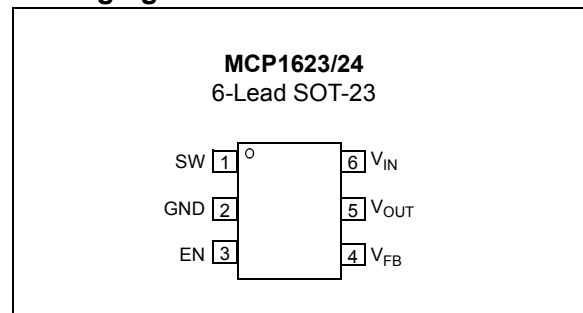 MCP1623/24
6-Lead SOT-23
SW 1 6 VIN
GND 2 5 VOUT
EN 3 4 VFB